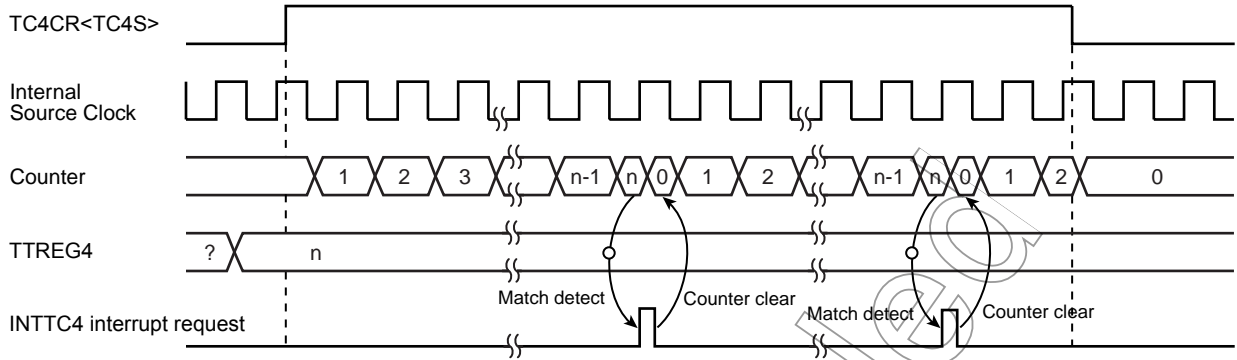 TC4CR<TC4S>
Internal
Source Clock
Counter
1 2 3 n-1 n 0 1 2 n-1 n 0 1 2 0
TTREG4
? n
Match detect Counter clear Match detect Counter clear
INTTC4 interrupt request